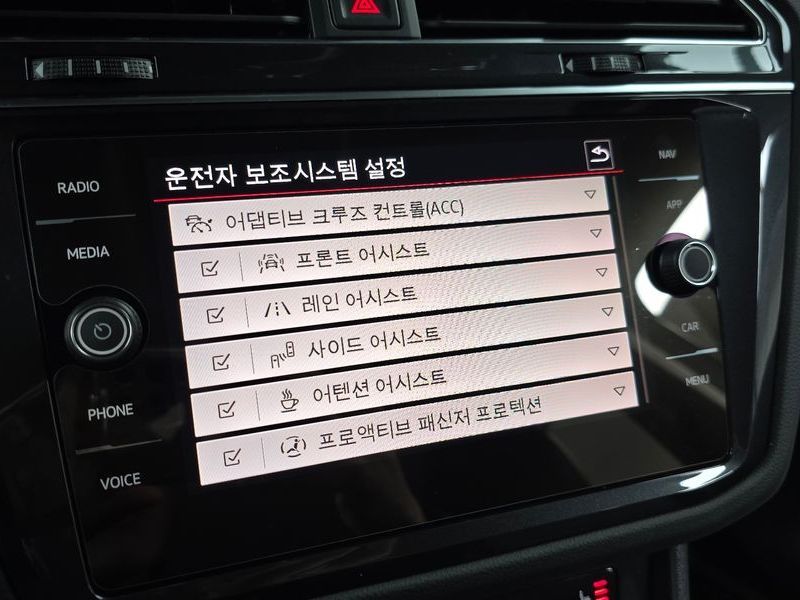 운전자 보조시스템 설정
어댑티브 크루즈 컨트롤(ACC)
프론트 어시스트
레인 어시스트
사이드 어시스트
어텐션 어시스트
프로액티브 패신저 프로텍션
RADIO
MEDIA
PHONE
VOICE
NAV
APP
CAR
MENU